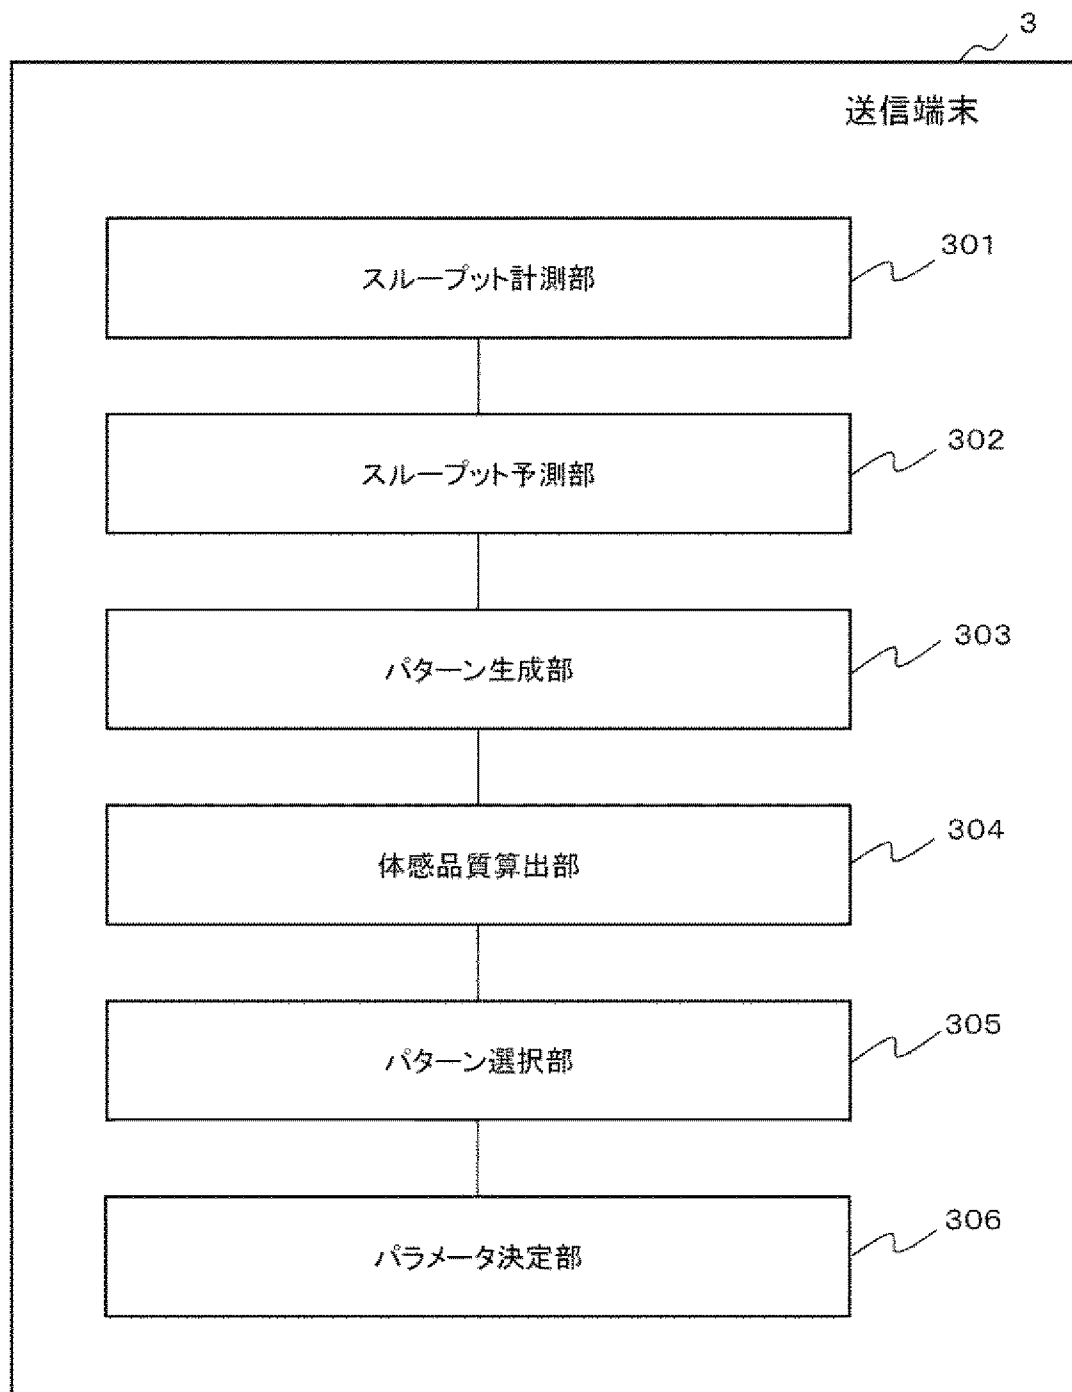 3
送信端末
スループット計測部
301
スループット予測部
302
パターン生成部
303
体感品質算出部
304
パターン選択部
305
パラメータ決定部
306